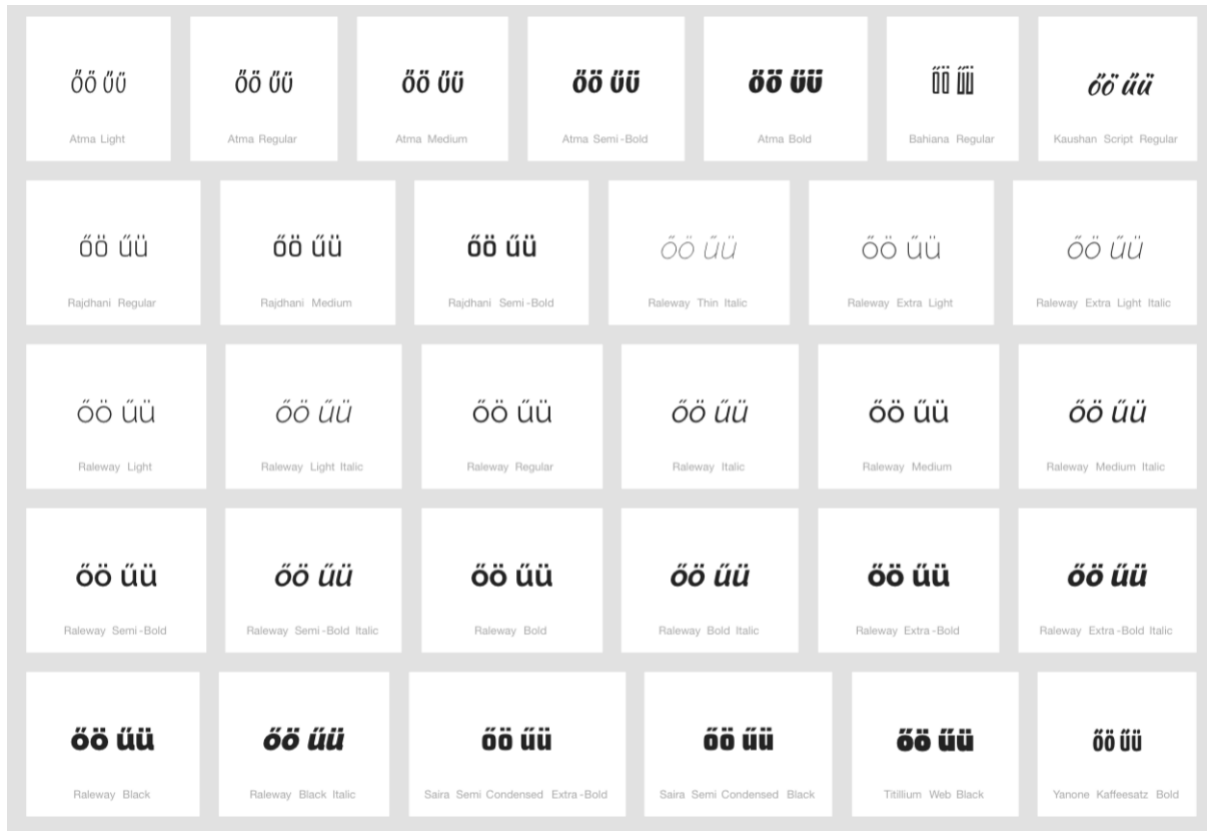 őö űü
Atma Light
őö űü
Atma Regular
őö űü
Atma Medium
őö űü
Atma Semi-Bold
őö űü
Atma Bold
őö űü
Bahiana Regular
őö űü
Kaushan Script Regular
őö űü
Rajdhani Regular
őö űü
Rajdhani Medium
őö űü
Rajdhani Semi-Bold
őö űü
Raleway Thin Italic
őö űü
Raleway Extra Light
őö űü
Raleway Extra Light Italic
őö űü
Raleway Light
őö űü
Raleway Light Italic
őö űü
Raleway Regular
őö űü
Raleway Italic
őö űü
Raleway Medium
őö űü
Raleway Medium Italic
őö űü
Raleway Semi-Bold
őö űü
Raleway Semi-Bold Italic
őö űü
Raleway Bold
őö űü
Raleway Bold Italic
őö űü
Raleway Extra-Bold
őö űü
Raleway Extra-Bold Italic
őö űü
Raleway Black
őö űü
Raleway Black Italic
őö űü
Saira Semi Condensed Extra-Bold
őö űü
Saira Semi Condensed Black
őö űü
Titillium Web Black
őö űü
Yanone Kaffeesatz Bold